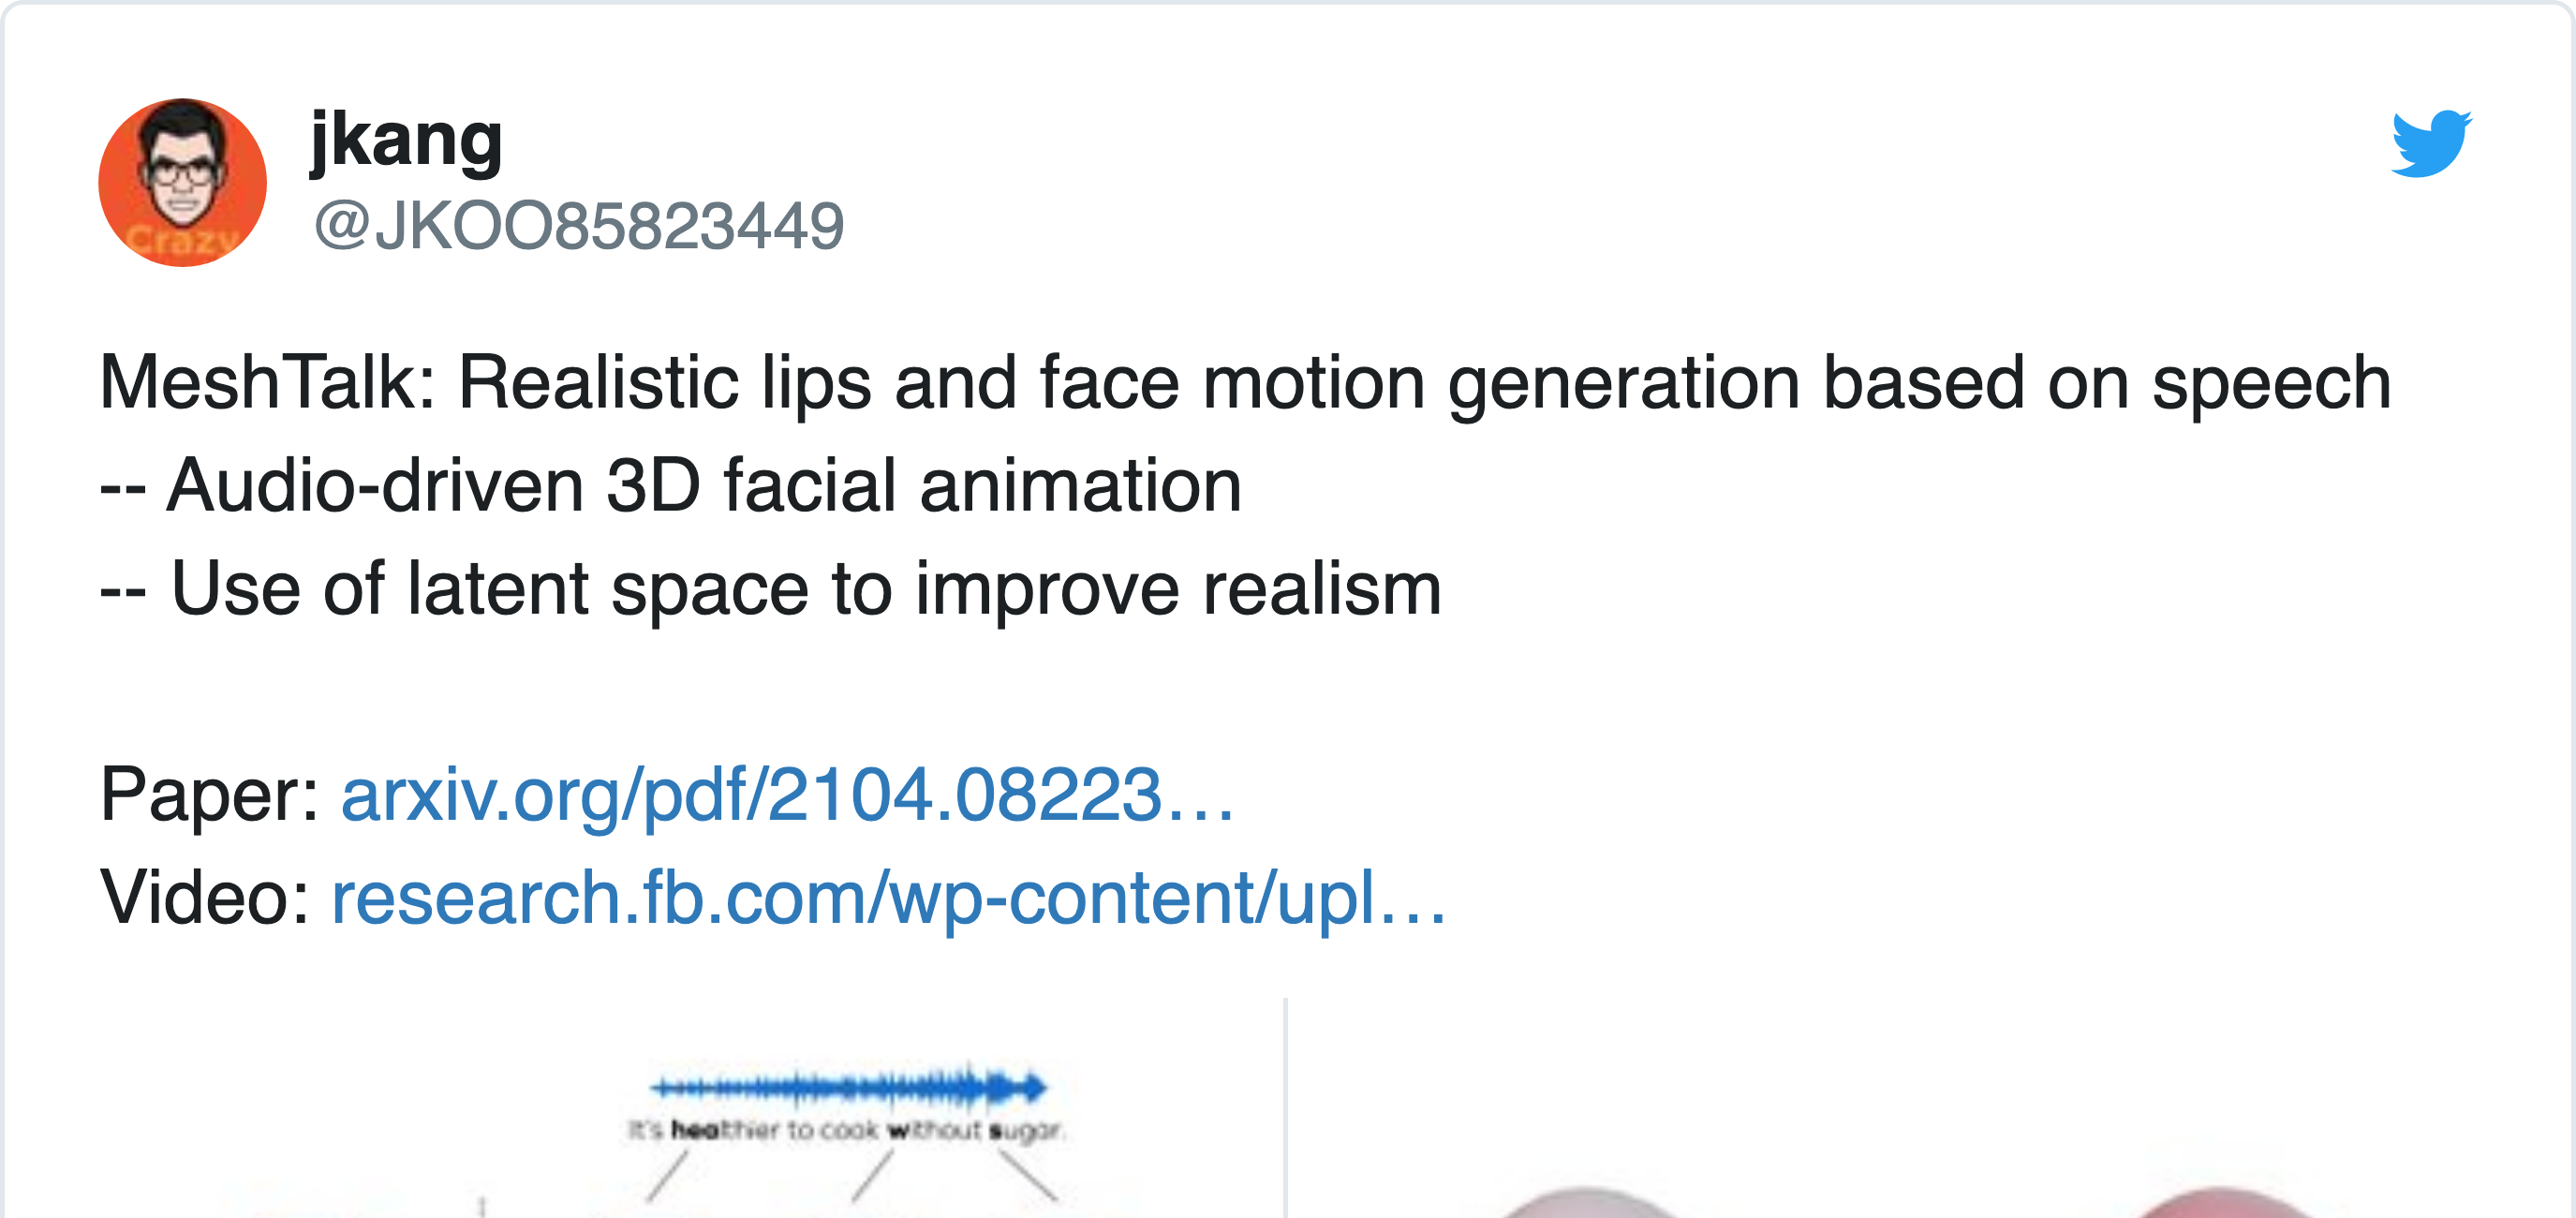 Crazy
jkang
@JKOO85823449
MeshTalk: Realistic lips and face motion generation based on speech
-- Audio-driven 3D facial animation
-- Use of latent space to improve realism
Paper: arxiv.org/pdf/2104.08223…
Video: research.fb.com/wp-content/upl…
It's healthier to cook without sugar.